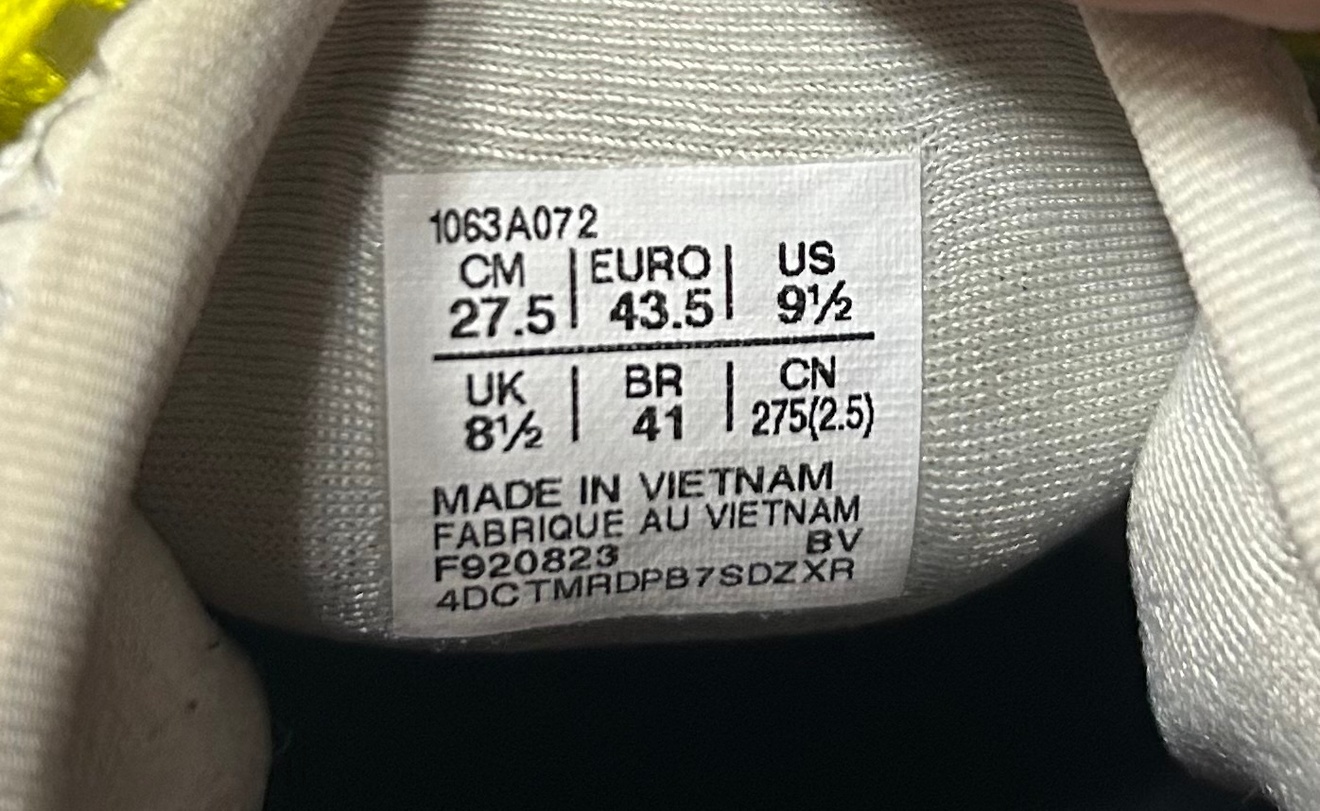 1063A072
CM | EURO | US
27.5 | 43.5 | 9½
UK | BR | CN
8½ | 41 | 275(2.5)
MADE IN VIETNAM
FABRIQUE AU VIETNAM
F920823 BV
4DCTMRDPB7SDZXR